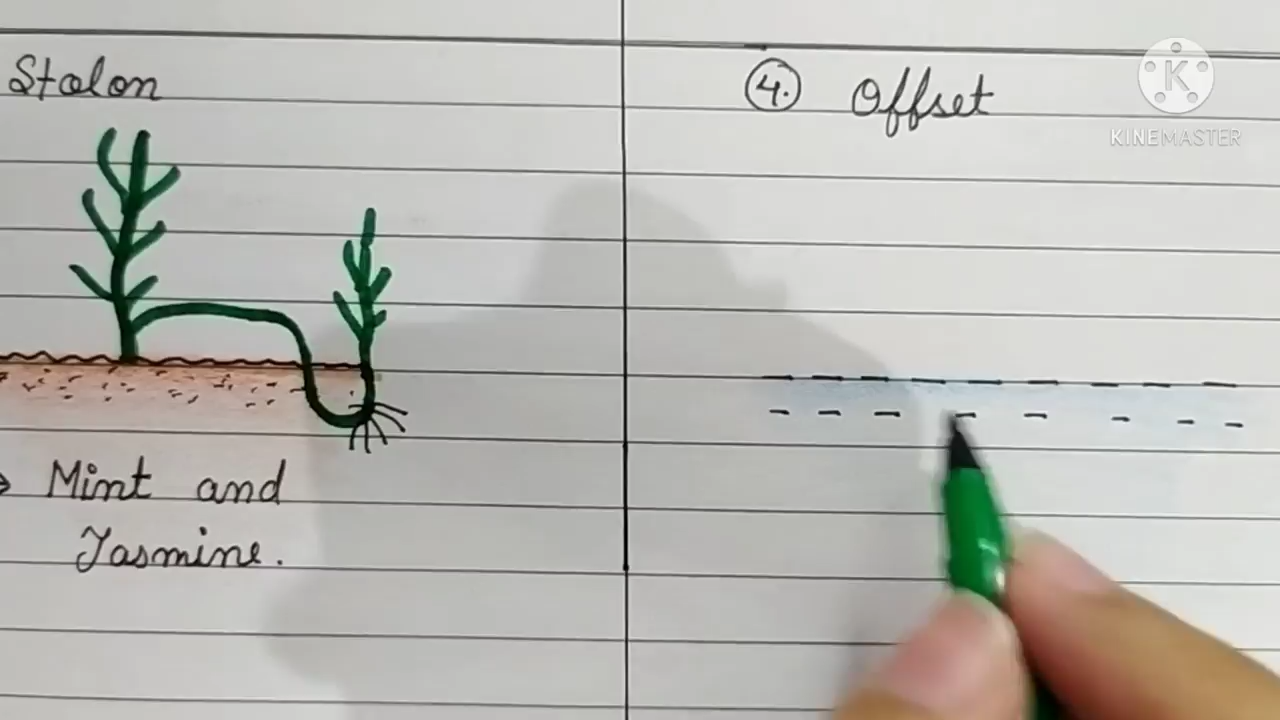 Stolon
Mint and
Jasmine.
4. Offset
K
KINEMASTER